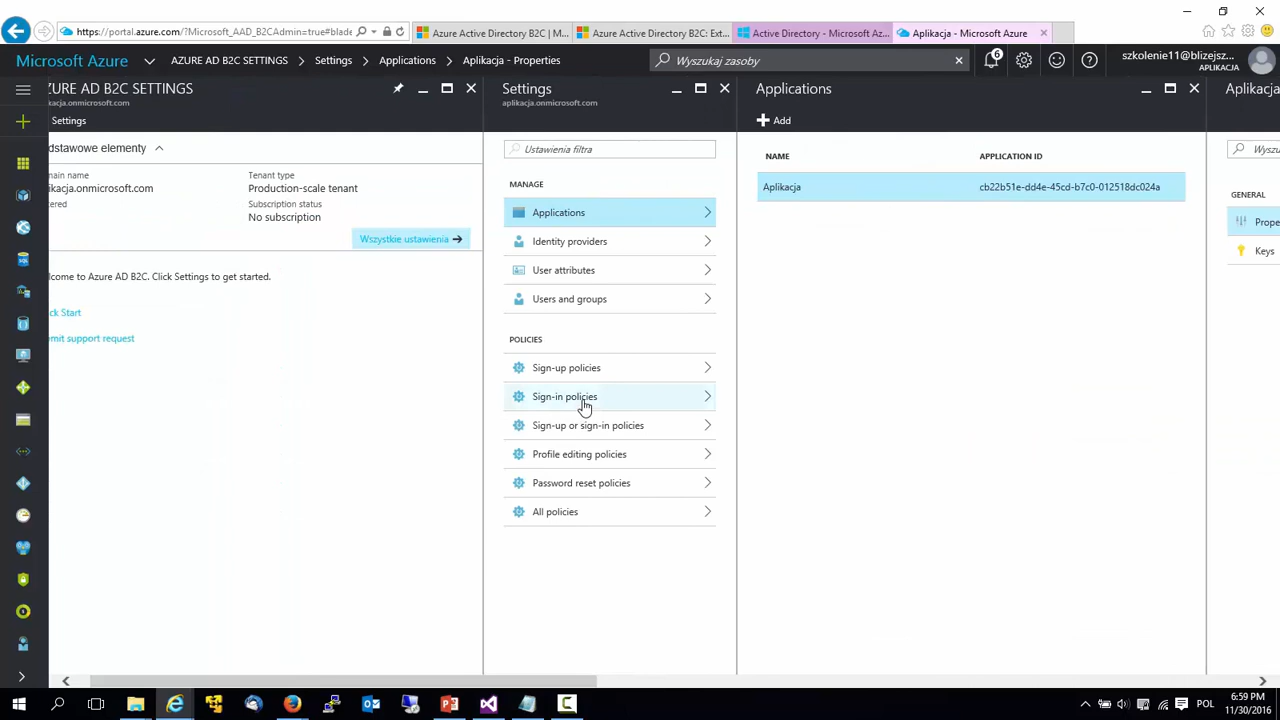 https://portal.azure.com/?Microsoft_AAD_B2CAdmin=true#blade
Azure Active Directory B2C | M...
Azure Active Directory B2C: Ext...
Active Directory - Microsoft Az...
Aplikacja - Microsoft Azure
Microsoft Azure
AZURE AD B2C SETTINGS
Settings
Applications
Aplikacja - Properties
Wyszukaj zasoby
6
szkolenie11@blizejsz...
APLIKACJA
ZURE AD B2C SETTINGS
ikacja.onmicrosoft.com
Settings
dstawowe elementy
main name
ikacja.onmicrosoft.com
tered
Tenant type
Production-scale tenant
Subscription status
No subscription
Wszystkie ustawienia
lcome to Azure AD B2C. Click Settings to get started.
ck Start
mit support request
Settings
aplikacja.onmicrosoft.com
Ustawienia filtra
MANAGE
Applications
Identity providers
User attributes
Users and groups
POLICIES
Sign-up policies
Sign-in policies
Sign-up or sign-in policies
Profile editing policies
Password reset policies
All policies
Applications
Add
NAME
APPLICATION ID
Aplikacja
cb22b51e-dd4e-45cd-b7c0-012518dc024a
Aplikacja
Wyszu
GENERAL
Prope
Keys
POL
6:59 PM
11/30/2016